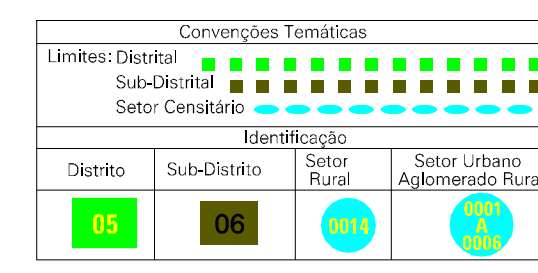 Convenções Temáticas
Limites: Distrital
Sub-Distrital
Setor Censitário
Identificação
Distrito
Sub-Distrito
Setor
Rural
Setor Urbano
Aglomerado Rura
05
06
0014
0001
A
0006